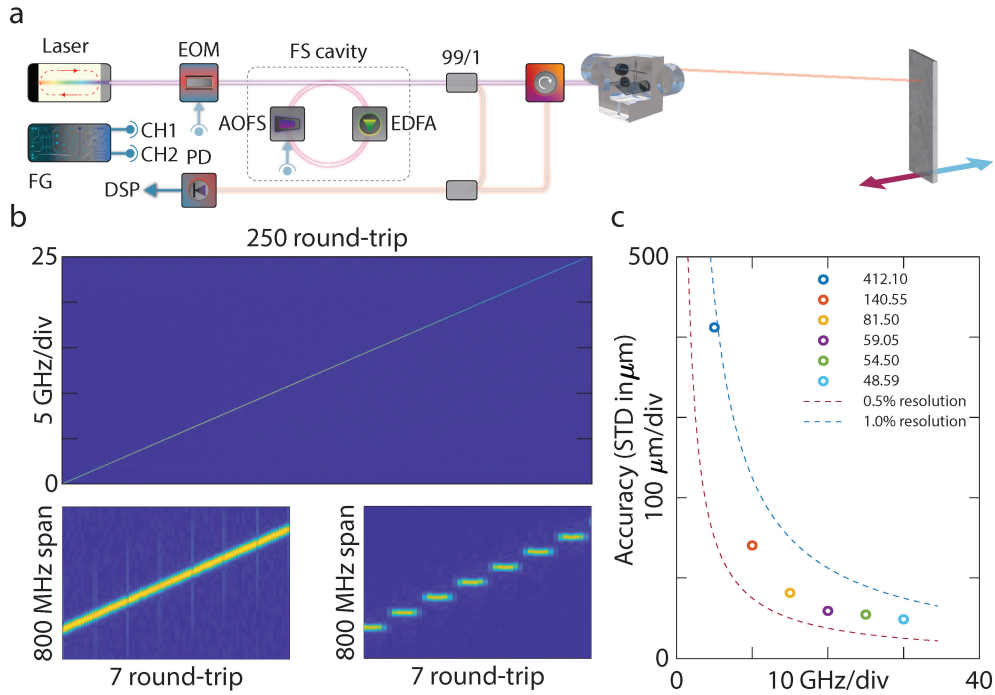 a
Laser
EOM
FS cavity
99/1
AOFS
EDFA
CH1
CH2
FG
PD
DSP
b
250 round-trip
25
5 GHz/div
0
800 MHz span
7 round-trip
800 MHz span
7 round-trip
c
500
Accuracy (STD in μm)
100 μm/div
0
412.10
140.55
81.50
59.05
54.50
48.59
0.5% resolution
1.0% resolution
0
10 GHz/div
40